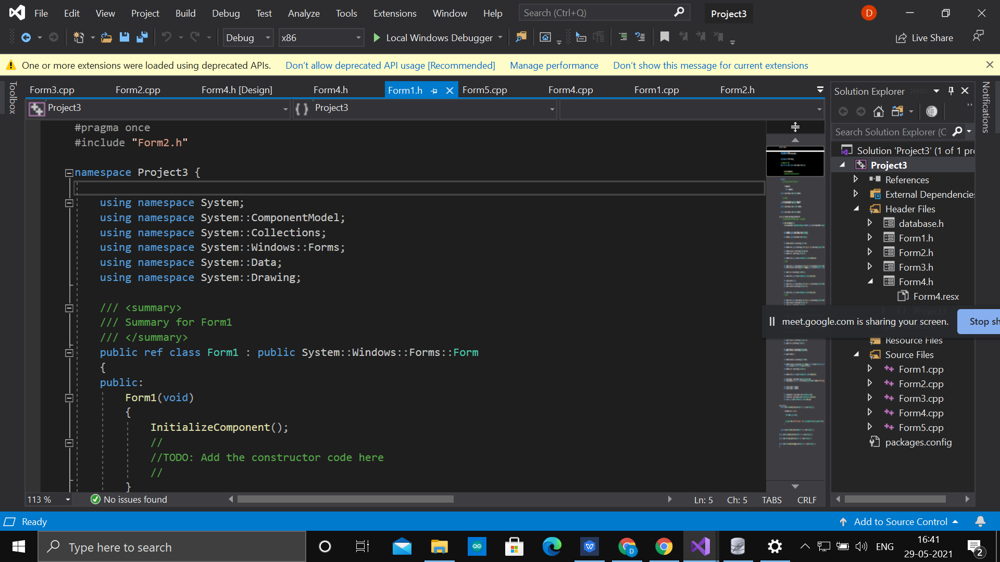 File Edit View Project Build Debug Test Analyze Tools Extensions Window Help Search (Ctrl+Q) Project3 D
Debug x86 Local Windows Debugger Live Share
One or more extensions were loaded using deprecated APIs. Don't allow deprecated API usage [Recommended] Manage performance Don't show this message for current extensions
Toolbox
Form3.cpp Form2.cpp Form4.h [Design] Form4.h Form1.h Form5.cpp Form4.cpp Form1.cpp Form2.h
Project3 { } Project3
#pragma once
#include "Form2.h"
namespace Project3 {
using namespace System;
using namespace System::ComponentModel;
using namespace System::Collections;
using namespace System::Windows::Forms;
using namespace System::Data;
using namespace System::Drawing;
/// <summary>
/// Summary for Form1
/// </summary>
public ref class Form1 : public System::Windows::Forms::Form
{
public:
Form1(void)
{
InitializeComponent();
//
//TODO: Add the constructor code here
//
}
113 % No issues found Ln: 5 Ch: 5 TABS CRLF
Solution Explorer
Notifications
Search Solution Explorer (C
Solution 'Project3' (1 of 1 pr
Project3
References
External Dependencie
Header Files
database.h
Form1.h
Form2.h
Form3.h
Form4.h
Form4.resx
Project3
meet.google.com is sharing your screen. Stop sh
Resource Files
Source Files
Form1.cpp
Form2.cpp
Form3.cpp
Form4.cpp
Form5.cpp
packages.config
Ready Add to Source Control
Type here to search
D
ENG
16:41
29-05-2021
2